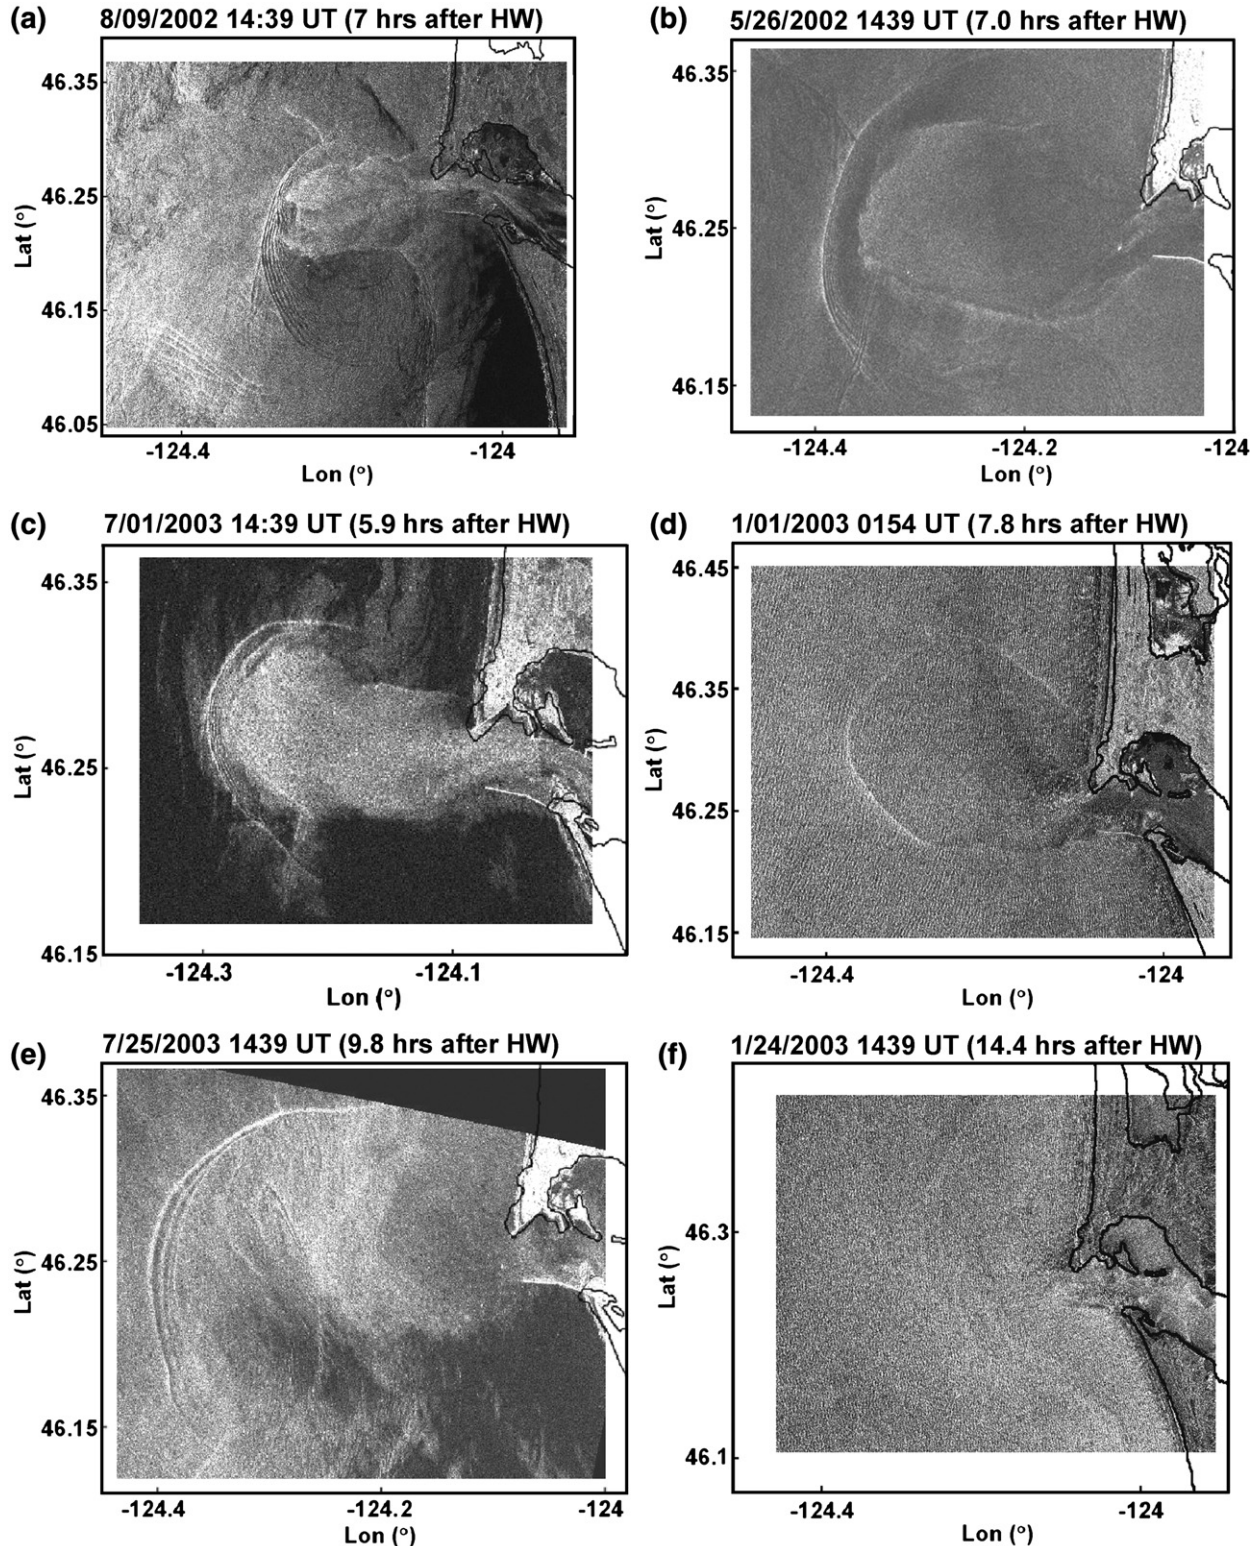 (a) 8/09/2002 14:39 UT (7 hrs after HW)
46.35
46.25
46.15
46.05
Lat (°)
-124.4 -124
Lon (°)
(b) 5/26/2002 1439 UT (7.0 hrs after HW)
46.35
46.25
46.15
Lat (°)
-124.4 -124.2 -124
Lon (°)
(c) 7/01/2003 14:39 UT (5.9 hrs after HW)
46.35
46.25
46.15
Lat (°)
-124.3 -124.1
Lon (°)
(d) 1/01/2003 0154 UT (7.8 hrs after HW)
46.45
46.35
46.25
46.15
Lat (°)
-124.4 -124
Lon (°)
(e) 7/25/2003 1439 UT (9.8 hrs after HW)
46.35
46.25
46.15
Lat (°)
-124.4 -124.2 -124
Lon (°)
(f) 1/24/2003 1439 UT (14.4 hrs after HW)
46.3
46.1
Lat (°)
-124.4 -124
Lon (°)